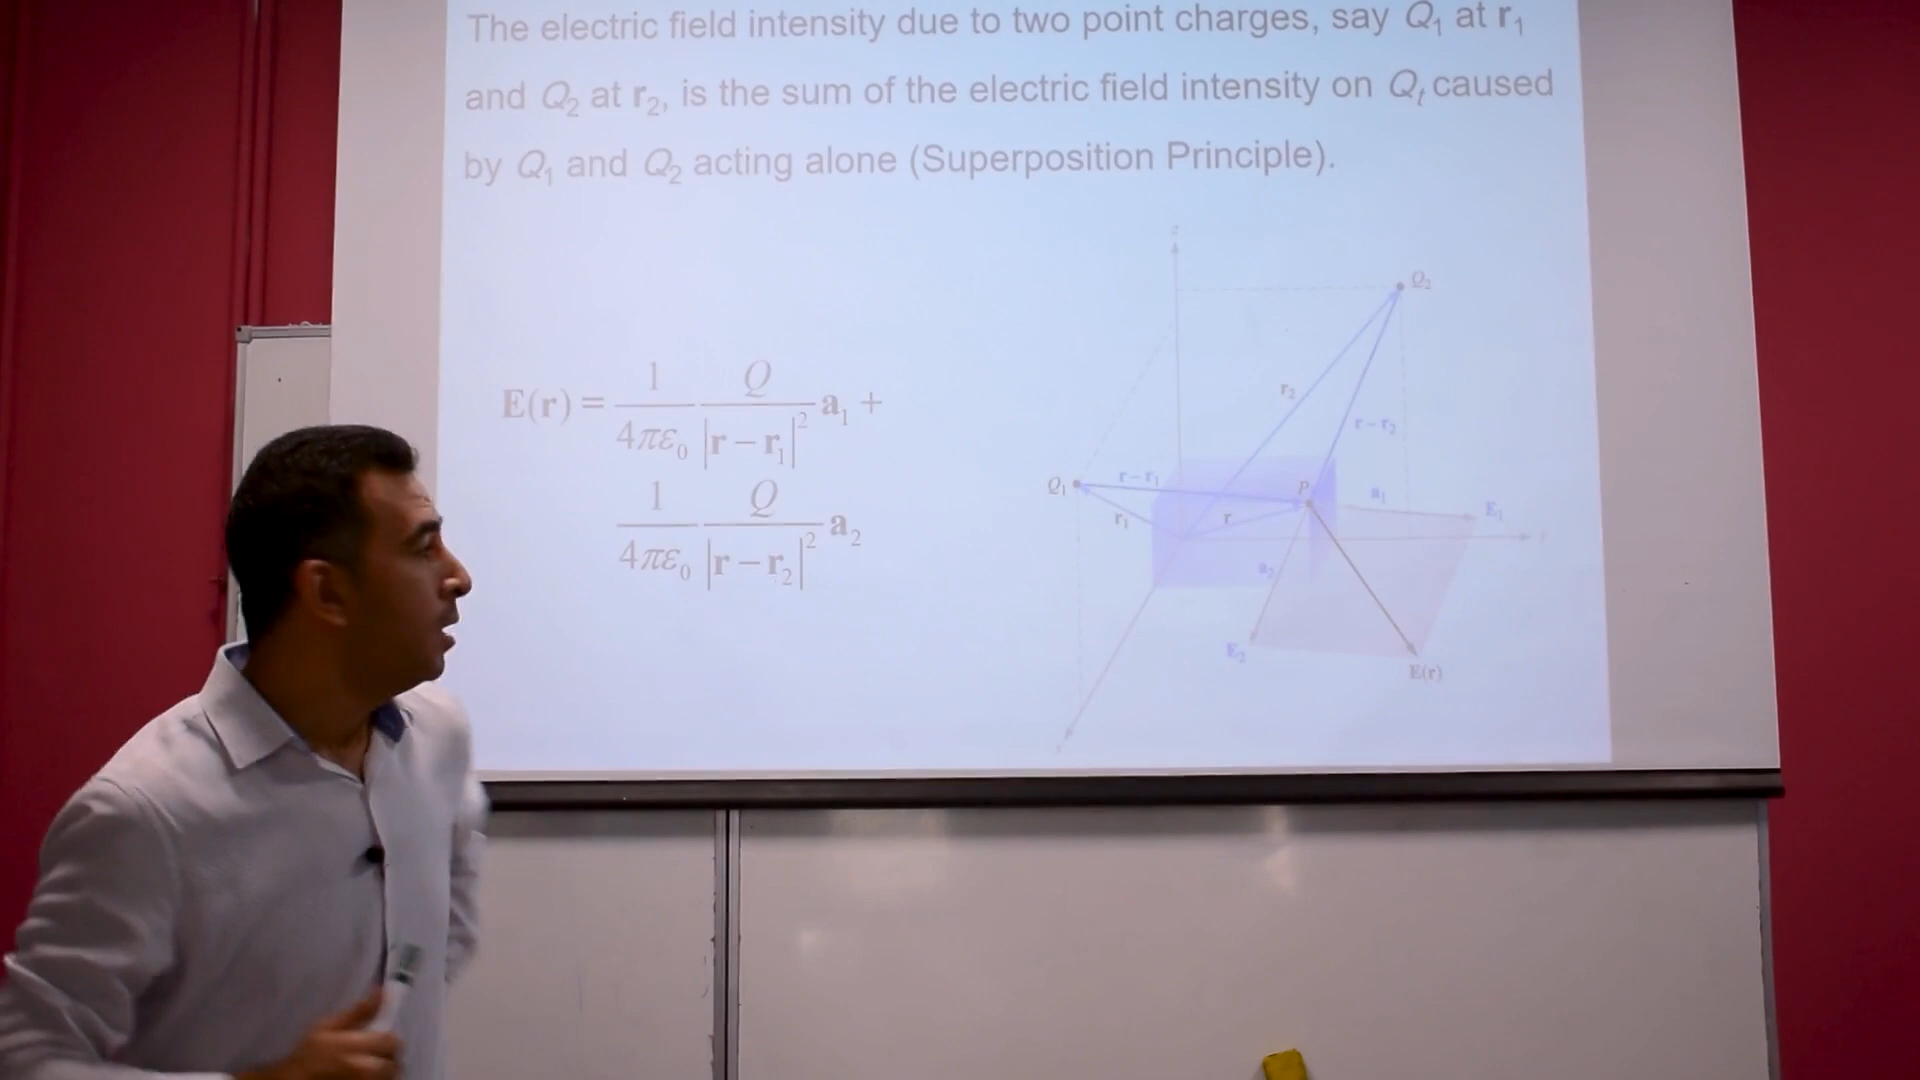 The electric field intensity due to two point charges, say Q₁ at r₁
and Q₂ at r₂, is the sum of the electric field intensity on Qₜ caused
by Q₁ and Q₂ acting alone (Superposition Principle).
E(r) = 1/(4πε₀) Q/|r − r₁|² a₁ +
1/(4πε₀) Q/|r − r₂|² a₂
z
Q₂
r₂
r − r₂
Q₁
r − r₁
P
a₁
E₁
r₁
r
a₂
E₂
E(r)